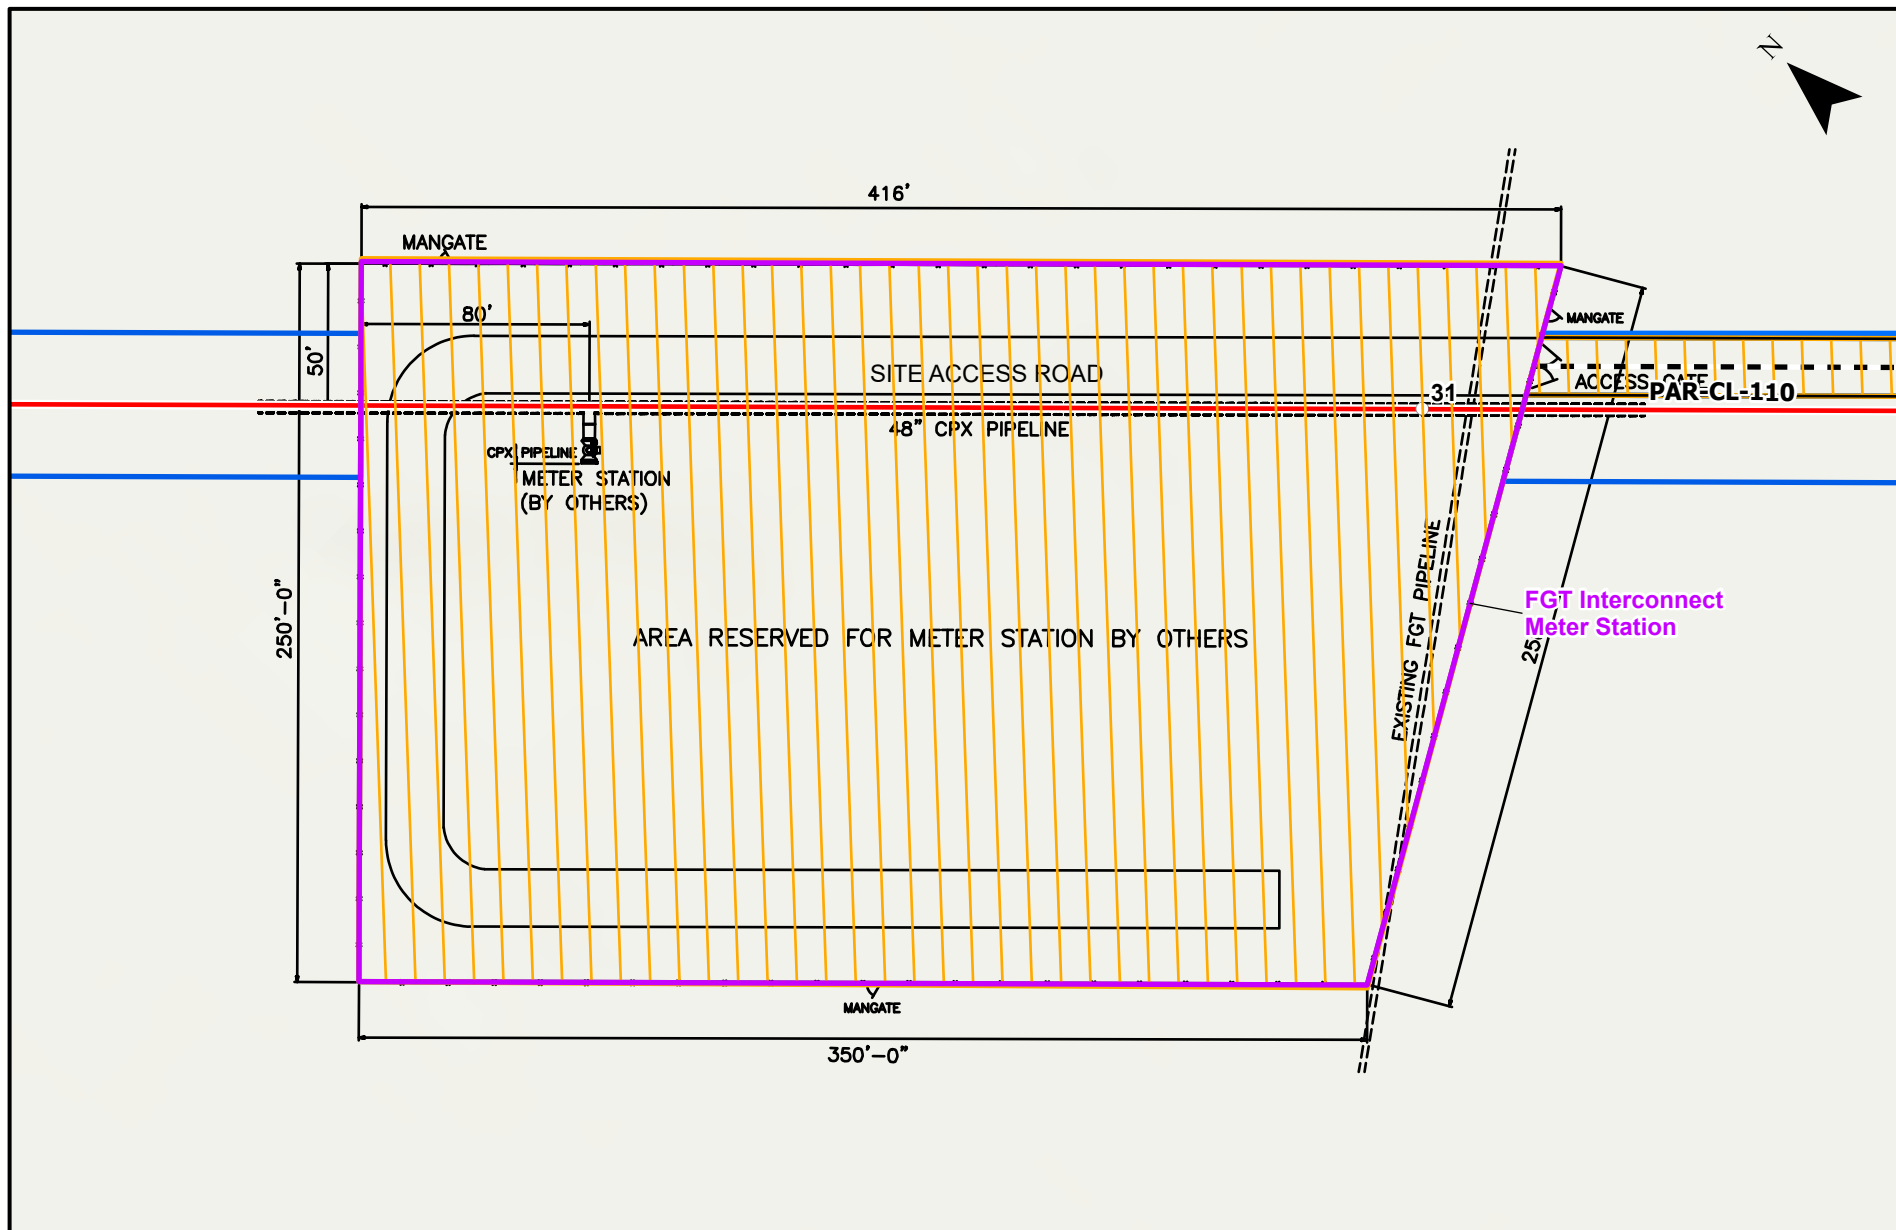 N
416'
MANGATE
80'
MANGATE
50'
SITE ACCESS ROAD
ACCESS GATE
31
PAR-CL-110
48" CPX PIPELINE
CPX PIPELINE
METER STATION
(BY OTHERS)
250'-0"
EXISTING FGT PIPELINE
FGT Interconnect
Meter Station
AREA RESERVED FOR METER STATION BY OTHERS
MANGATE
350'-0"